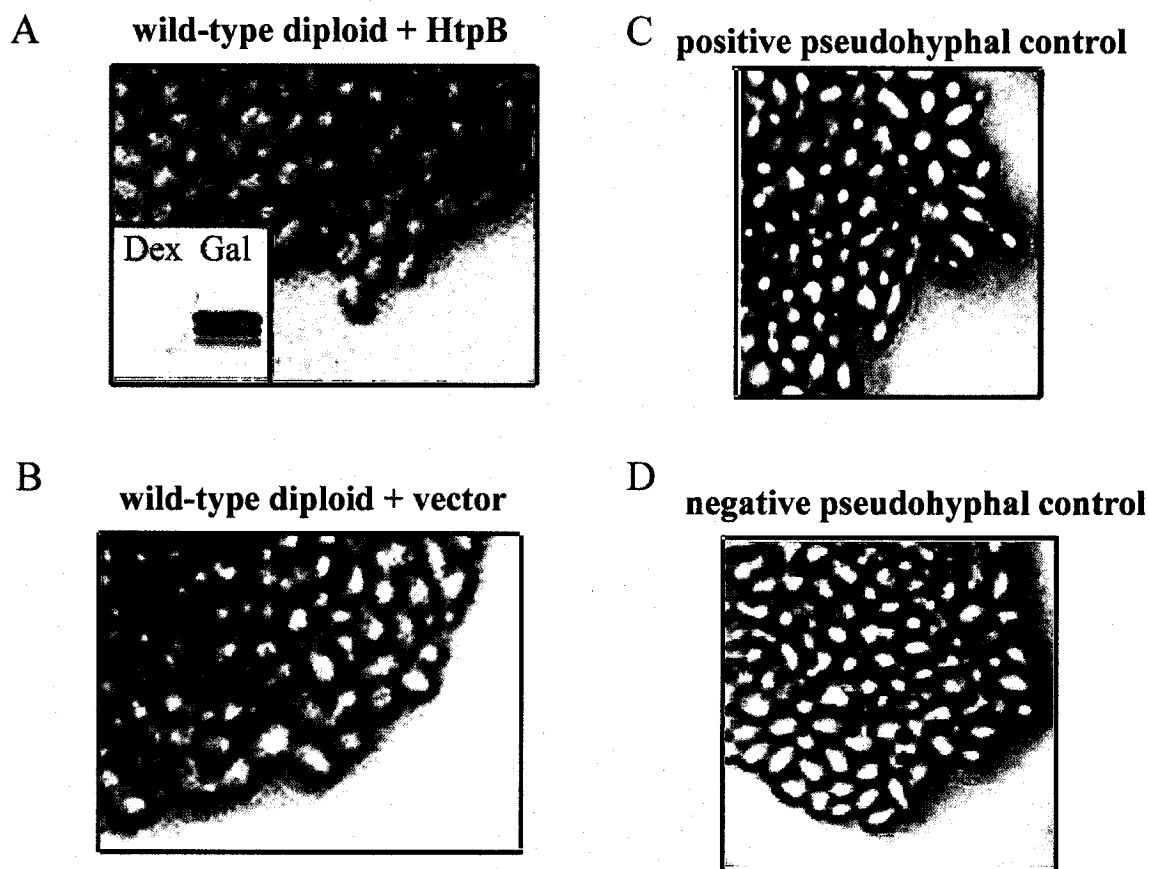 A
wild-type diploid + HtpB
Dex Gal
B
wild-type diploid + vector
C
positive pseudohyphal control
D
negative pseudohyphal control